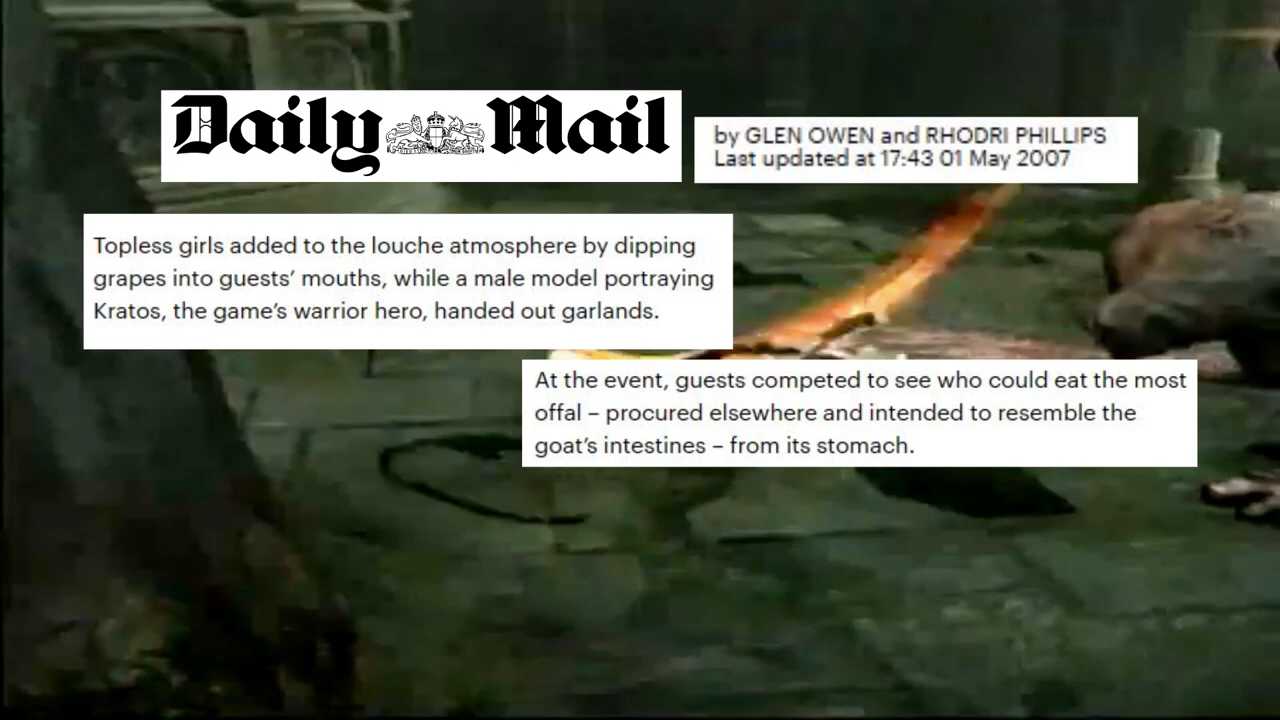 Daily Mail
by GLEN OWEN and RHODRI PHILLIPS
Last updated at 17:43 01 May 2007
Topless girls added to the louche atmosphere by dipping
grapes into guests’ mouths, while a male model portraying
Kratos, the game’s warrior hero, handed out garlands.
At the event, guests competed to see who could eat the most
offal – procured elsewhere and intended to resemble the
goat’s intestines – from its stomach.